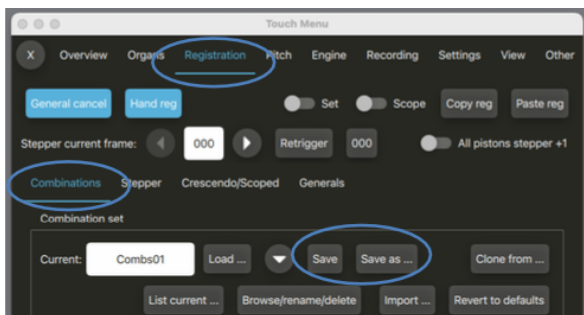 Touch Menu
X Overview Organs Registration Pitch Engine Recording Settings View Other
General cancel Hand reg Set Scope Copy reg Paste reg
Stepper current frame: 000 Retrigger 000 All pistons stepper +1
Combinations Stepper Crescendo/Scoped Generals
Combination set
Current: Combs01 Load ... Save Save as ... Clone from ...
List current ... Browse/rename/delete Import ... Revert to defaults